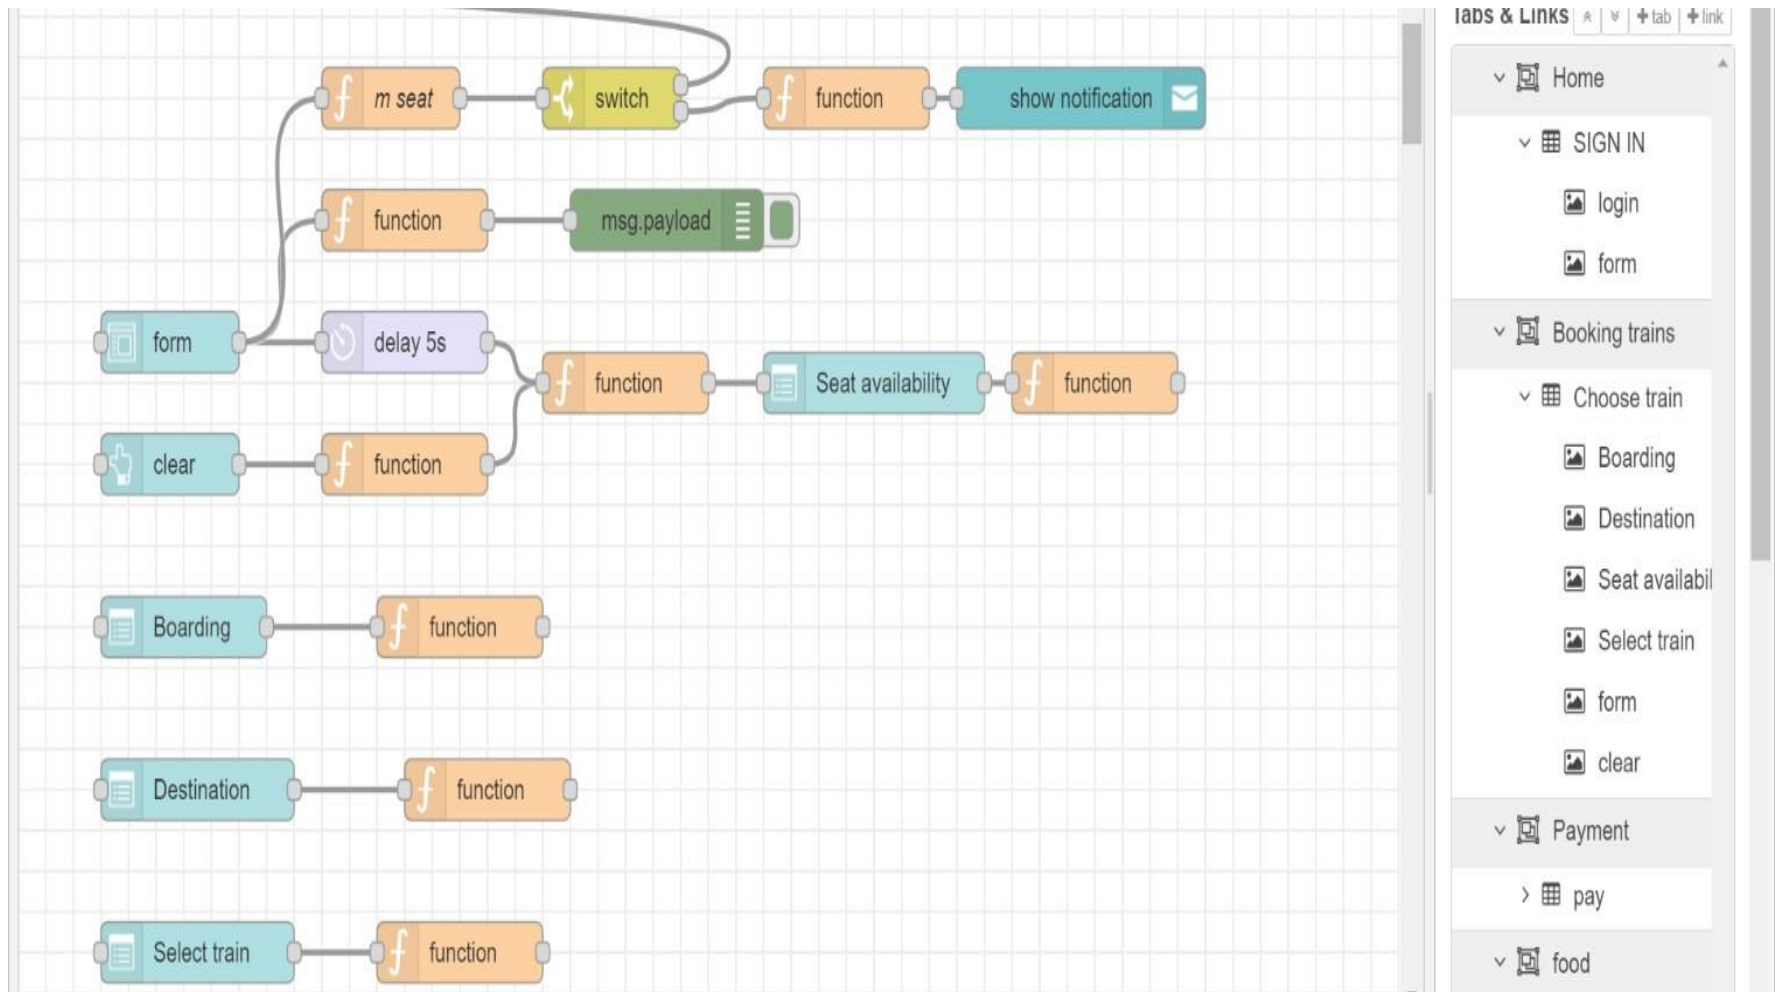 m seat
switch
function
show notification
function
msg.payload
form
delay 5s
function
Seat availability
function
clear
function
Boarding
function
Destination
function
Select train
function
Tabs & Links
+tab
+link
Home
SIGN IN
login
form
Booking trains
Choose train
Boarding
Destination
Seat availabil
Select train
form
clear
Payment
pay
food